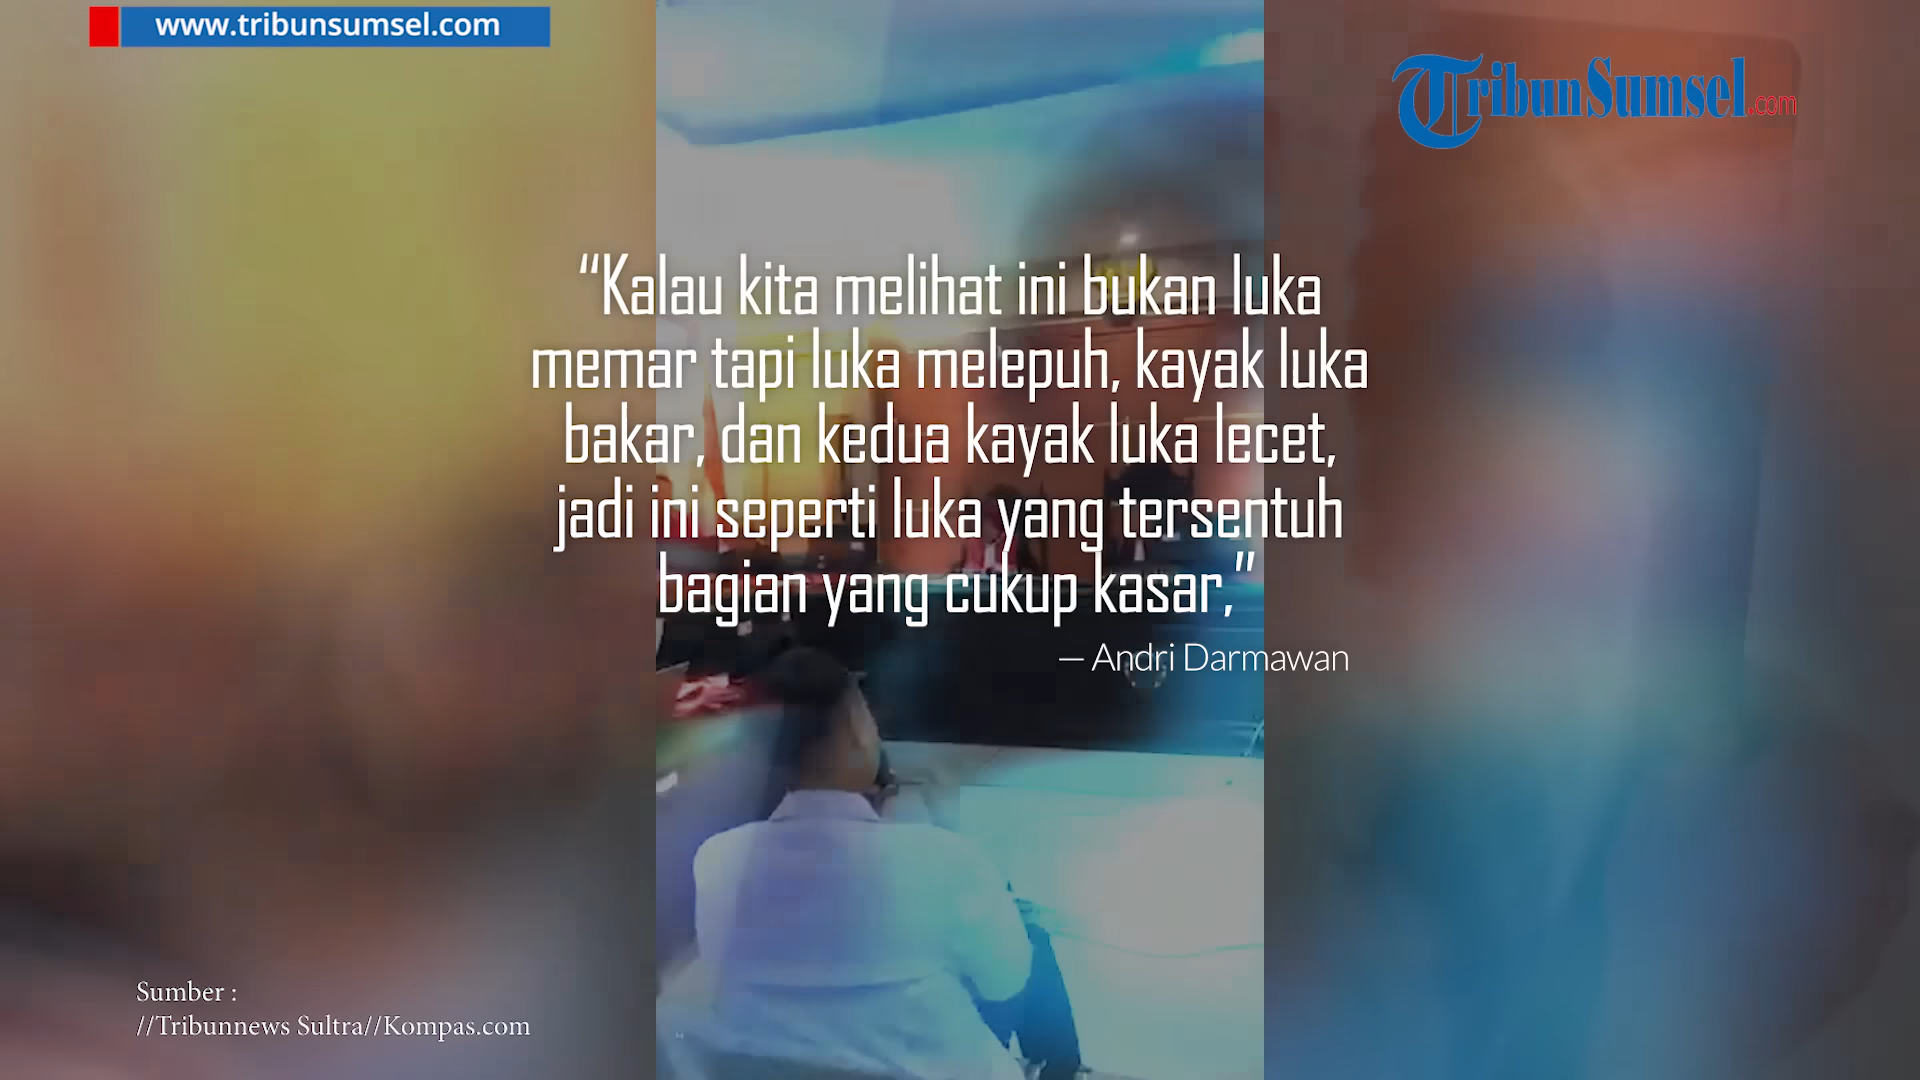 www.tribunsumsel.com
TribunSumsel.com
“Kalau kita melihat ini bukan luka
memar tapi luka melepuh, kayak luka
bakar, dan kedua kayak luka lecet,
jadi ini seperti luka yang tersentuh
bagian yang cukup kasar,”
— Andri Darmawan
Sumber :
//Tribunnews Sultra//Kompas.com